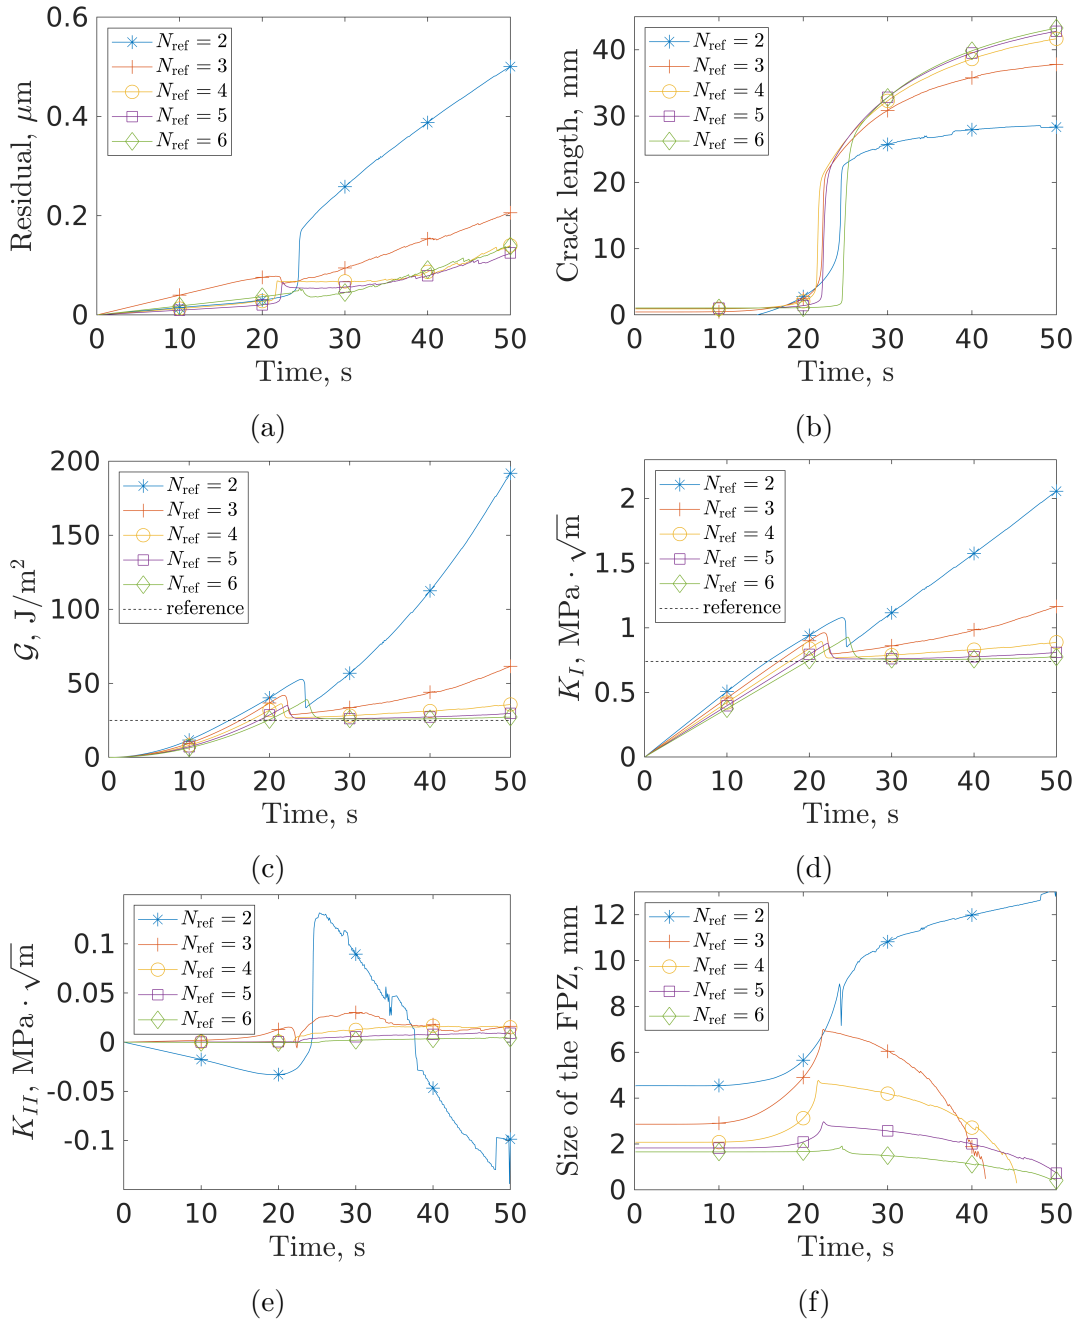 0.6
0.4
0.2
0
Residual, μm
N_ref = 2
N_ref = 3
N_ref = 4
N_ref = 5
N_ref = 6
0 10 20 30 40 50
Time, s
(a)
40
30
20
10
0
Crack length, mm
N_ref = 2
N_ref = 3
N_ref = 4
N_ref = 5
N_ref = 6
0 10 20 30 40 50
Time, s
(b)
200
150
100
50
0
𝒢, J/m²
N_ref = 2
N_ref = 3
N_ref = 4
N_ref = 5
N_ref = 6
reference
0 10 20 30 40 50
Time, s
(c)
2
1.5
1
0.5
0
K_I, MPa · √m
N_ref = 2
N_ref = 3
N_ref = 4
N_ref = 5
N_ref = 6
reference
0 10 20 30 40 50
Time, s
(d)
0.1
0.05
0
-0.05
-0.1
K_II, MPa · √m
N_ref = 2
N_ref = 3
N_ref = 4
N_ref = 5
N_ref = 6
0 10 20 30 40 50
Time, s
(e)
12
10
8
6
4
2
0
Size of the FPZ, mm
N_ref = 2
N_ref = 3
N_ref = 4
N_ref = 5
N_ref = 6
0 10 20 30 40 50
Time, s
(f)